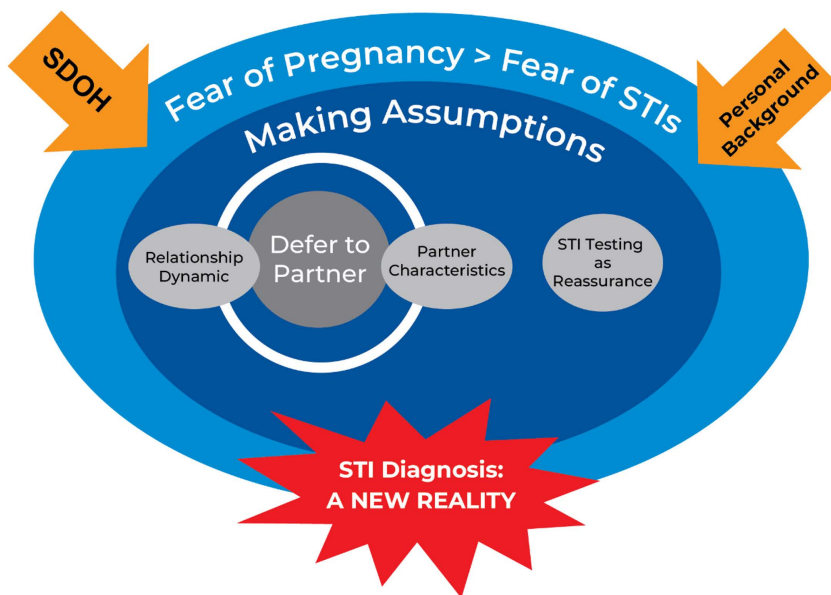 SDOH
Fear of Pregnancy > Fear of STIs
Personal
Background
Making Assumptions
Relationship
Dynamic
Defer to
Partner
Partner
Characteristics
STI Testing
as
Reassurance
STI Diagnosis:
A NEW REALITY